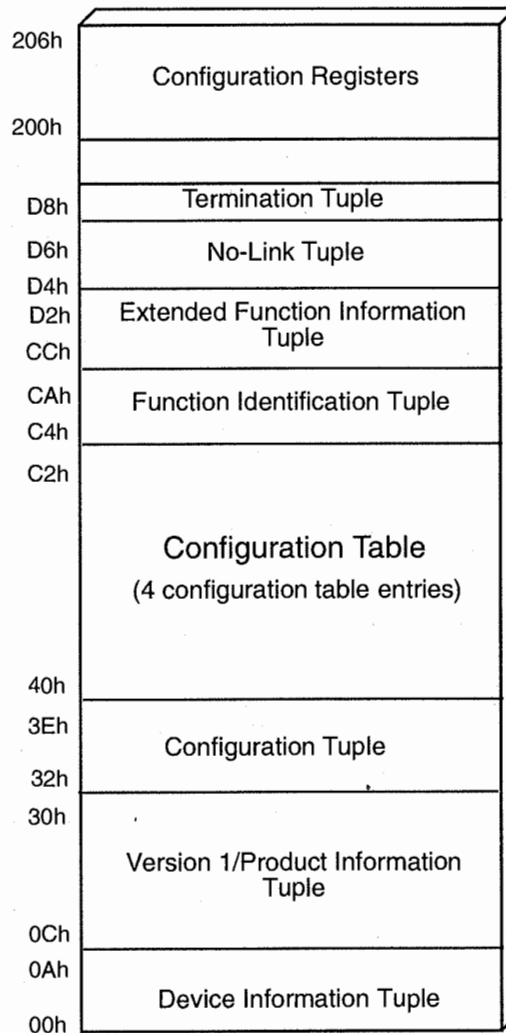 206h
Configuration Registers
200h
Termination Tuple
D8h
D6h
No-Link Tuple
D4h
D2h
Extended Function Information
Tuple
CCh
CAh
Function Identification Tuple
C4h
C2h
Configuration Table
(4 configuration table entries)
40h
3Eh
Configuration Tuple
32h
30h
Version 1/Product Information
Tuple
0Ch
0Ah
Device Information Tuple
00h